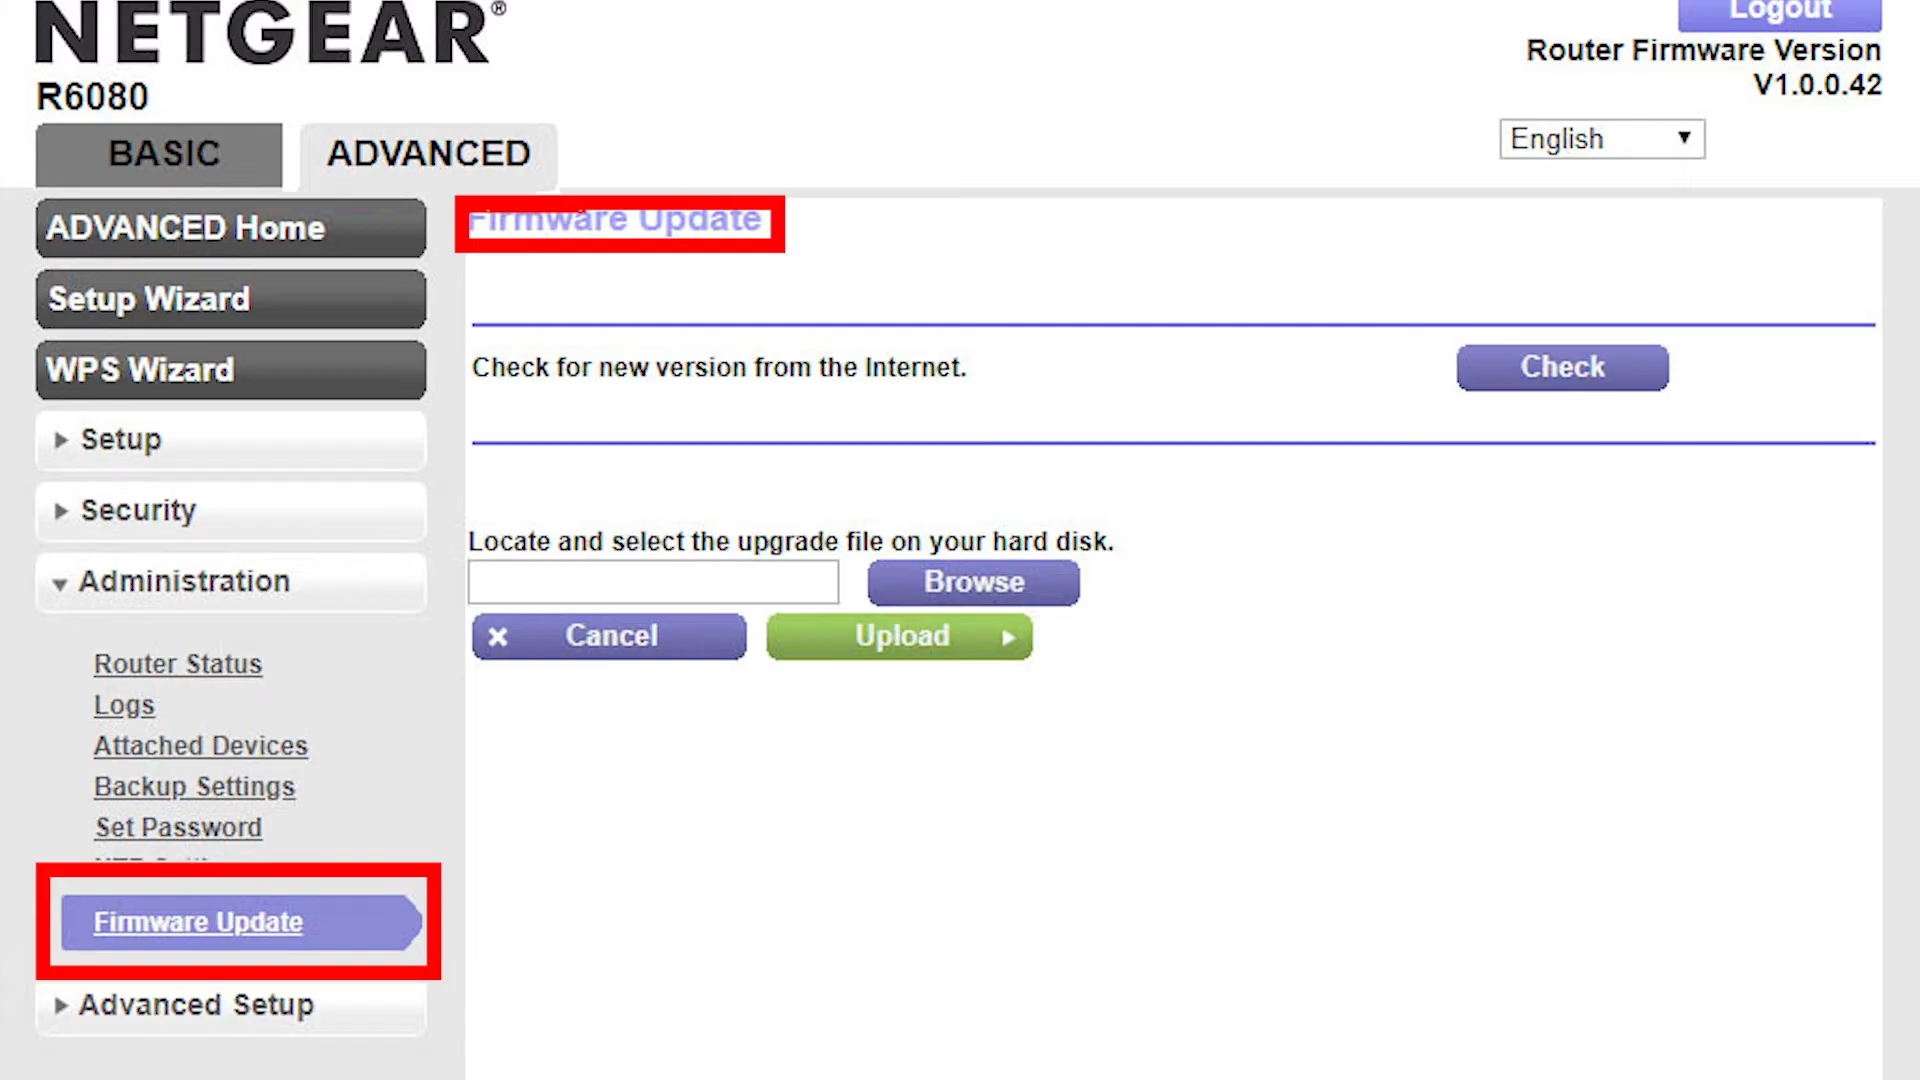 NETGEAR®
R6080
Logout
Router Firmware Version
V1.0.0.42
BASIC
ADVANCED
English
ADVANCED Home
Setup Wizard
WPS Wizard
Setup
Security
Administration
Router Status
Logs
Attached Devices
Backup Settings
Set Password
Firmware Update
Advanced Setup
Firmware Update
Check for new version from the Internet.
Check
Locate and select the upgrade file on your hard disk.
Browse
Cancel
Upload